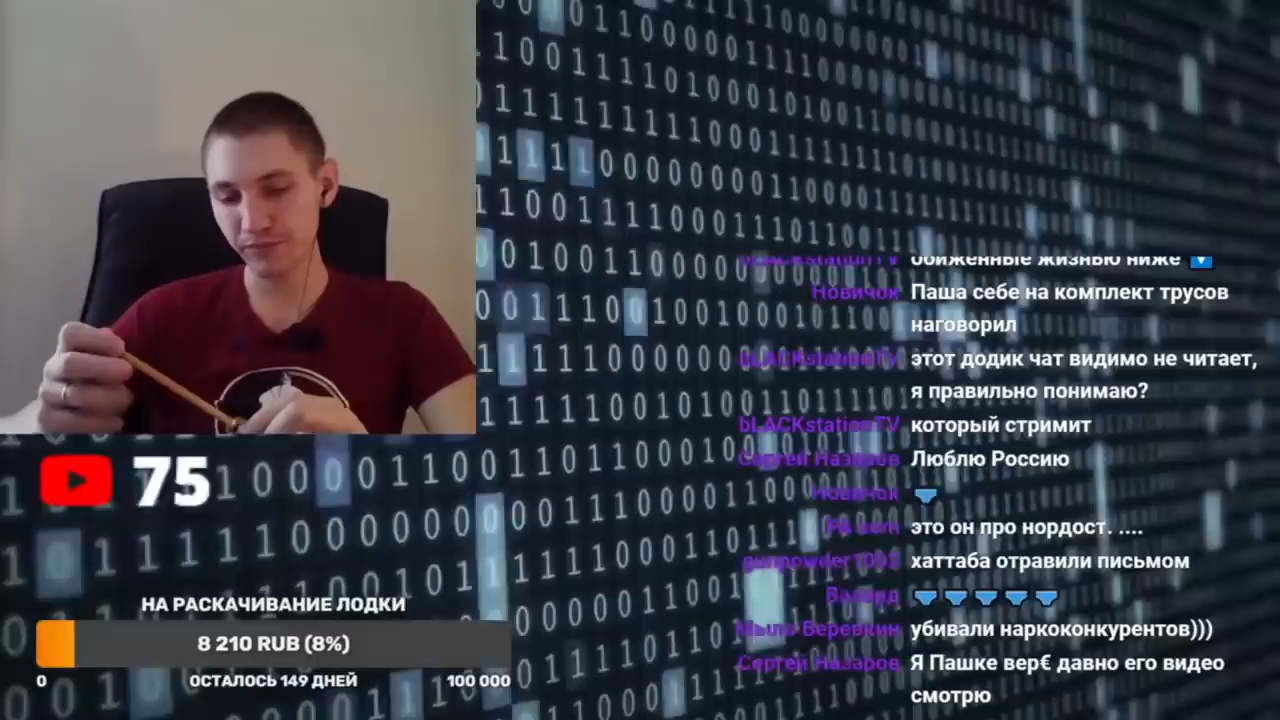 обиженные жизнью ниже
Новичок Паша себе на комплект трусов
наговорил
bLACKstationTV этот додик чат видимо не читает,
я правильно понимаю?
bLACKstationTV который стримит
Сергей Назаров Люблю Россию
Новичок
это он про нордост. ....
gunpowder1001 хаттаба отравили письмом
убивали наркоконкурентов)))
Сергей Назаров Я Пашке вер€ давно его видео
смотрю
75
НА РАСКАЧИВАНИЕ ЛОДКИ
8 210 RUB (8%)
0 ОСТАЛОСЬ 149 ДНЕЙ 100 000